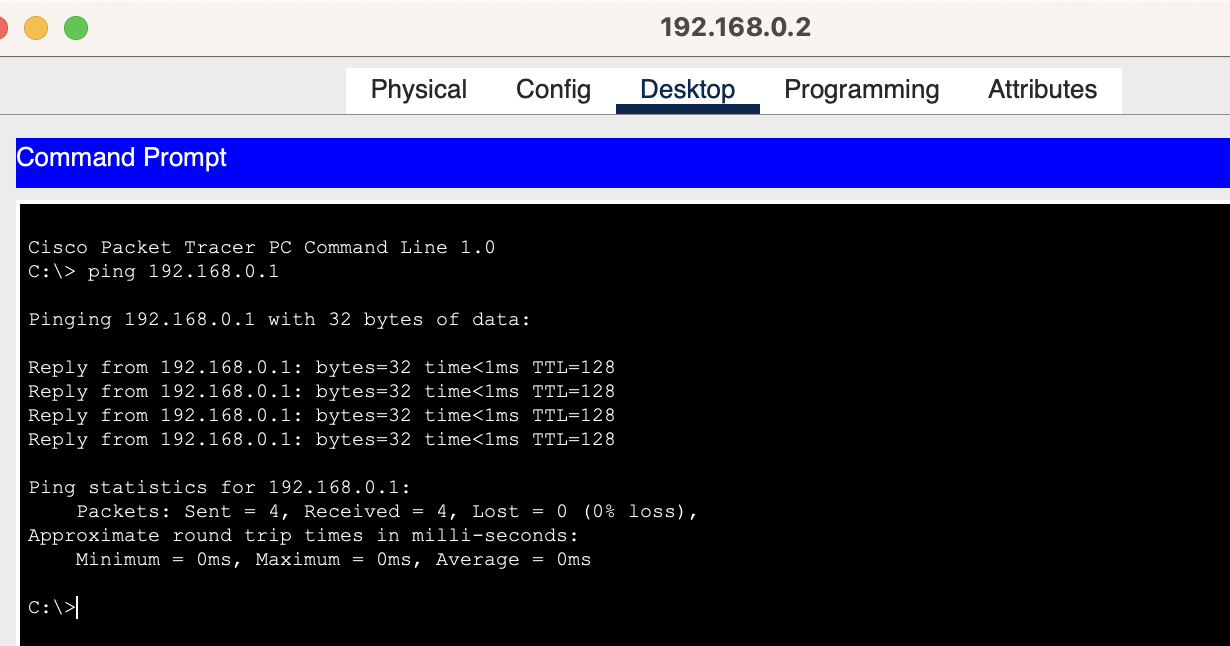 192.168.0.2
Physical Config Desktop Programming Attributes
Command Prompt
Cisco Packet Tracer PC Command Line 1.0
C:\> ping 192.168.0.1
Pinging 192.168.0.1 with 32 bytes of data:
Reply from 192.168.0.1: bytes=32 time<1ms TTL=128
Reply from 192.168.0.1: bytes=32 time<1ms TTL=128
Reply from 192.168.0.1: bytes=32 time<1ms TTL=128
Reply from 192.168.0.1: bytes=32 time<1ms TTL=128
Ping statistics for 192.168.0.1:
    Packets: Sent = 4, Received = 4, Lost = 0 (0% loss),
Approximate round trip times in milli-seconds:
    Minimum = 0ms, Maximum = 0ms, Average = 0ms
C:\>